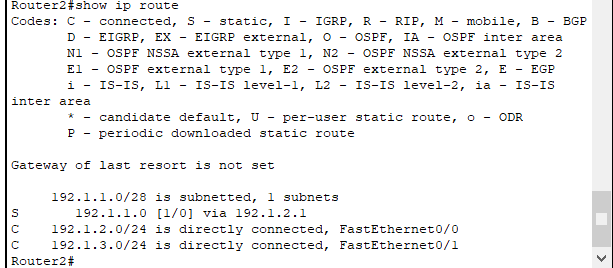 Router2#show ip route
Codes: C - connected, S - static, I - IGRP, R - RIP, M - mobile, B - BGP
D - EIGRP, EX - EIGRP external, O - OSPF, IA - OSPF inter area
N1 - OSPF NSSA external type 1, N2 - OSPF NSSA external type 2
E1 - OSPF external type 1, E2 - OSPF external type 2, E - EGP
i - IS-IS, L1 - IS-IS level-1, L2 - IS-IS level-2, ia - IS-IS
inter area
* - candidate default, U - per-user static route, o - ODR
P - periodic downloaded static route
Gateway of last resort is not set
192.1.1.0/28 is subnetted, 1 subnets
S 192.1.1.0 [1/0] via 192.1.2.1
C 192.1.2.0/24 is directly connected, FastEthernet0/0
C 192.1.3.0/24 is directly connected, FastEthernet0/1
Router2#